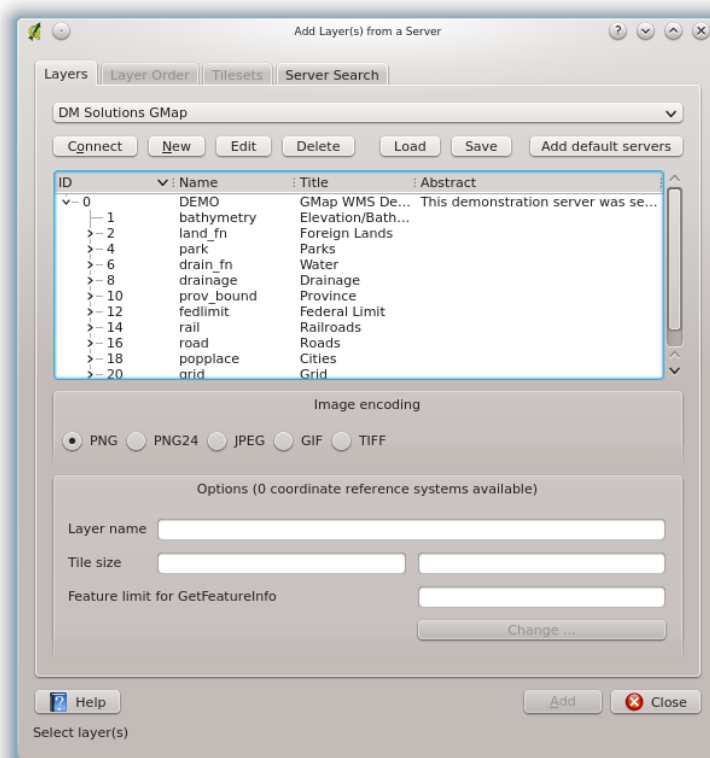 Add Layer(s) from a Server
Layers Layer Order Tilesets Server Search
DM Solutions GMap
Connect New Edit Delete Load Save Add default servers
ID Name Title Abstract
0 DEMO GMap WMS De... This demonstration server was se...
1 bathymetry Elevation/Bath...
2 land_fn Foreign Lands
4 park Parks
6 drain_fn Water
8 drainage Drainage
10 prov_bound Province
12 fedlimit Federal Limit
14 rail Railroads
16 road Roads
18 popplace Cities
20 grid Grid
Image encoding
PNG PNG24 JPEG GIF TIFF
Options (0 coordinate reference systems available)
Layer name
Tile size
Feature limit for GetFeatureInfo
Change ...
Help Add Close
Select layer(s)